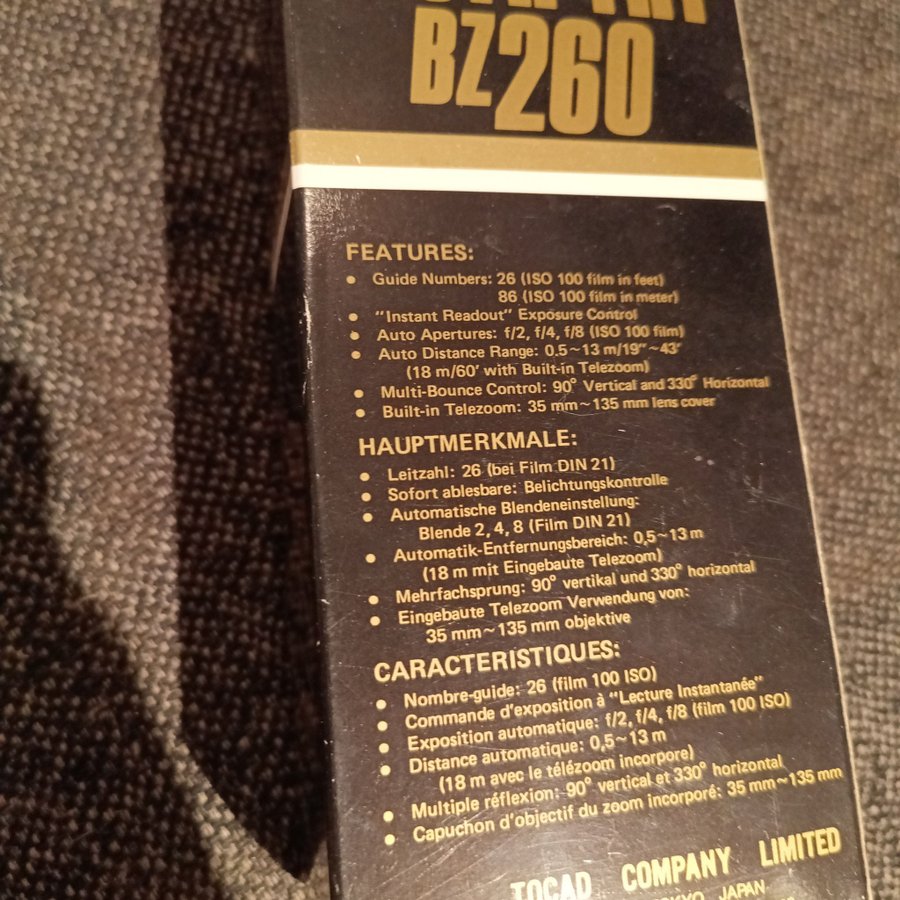 BZ260
FEATURES:
• Guide Numbers: 26 (ISO 100 film in feet)
86 (ISO 100 film in meter)
• "Instant Readout" Exposure Control
• Auto Apertures: f/2, f/4, f/8 (ISO 100 film)
• Auto Distance Range: 0.5~13 m/19"~43'
(18 m/60' with Built-in Telezoom)
• Multi-Bounce Control: 90° Vertical and 330° Horizontal
• Built-in Telezoom: 35 mm~135 mm lens cover
HAUPTMERKMALE:
• Leitzahl: 26 (bei Film DIN 21)
• Sofort ablesbare: Belichtungskontrolle
• Automatische Blendeneinstellung:
Blende 2, 4, 8 (Film DIN 21)
• Automatik-Entfernungsbereich: 0,5~13 m
(18 m mit Eingebaute Telezoom)
• Mehrfachsprung: 90° vertikal und 330° horizontal
• Eingebaute Telezoom Verwendung von:
35 mm~135 mm objektive
CARACTERISTIQUES:
• Nombre-guide: 26 (film 100 ISO)
• Commande d'exposition à "Lecture Instantanée"
• Exposition automatique: f/2, f/4, f/8 (film 100 ISO)
• Distance automatique: 0,5~13 m
(18 m avec le télézoom incorpore)
• Multiple réflexion: 90° vertical et 330° horizontal
• Capuchon d'objectif du zoom incorporé: 35 mm~135 mm
TOCAD COMPANY LIMITED
TOKYO JAPAN